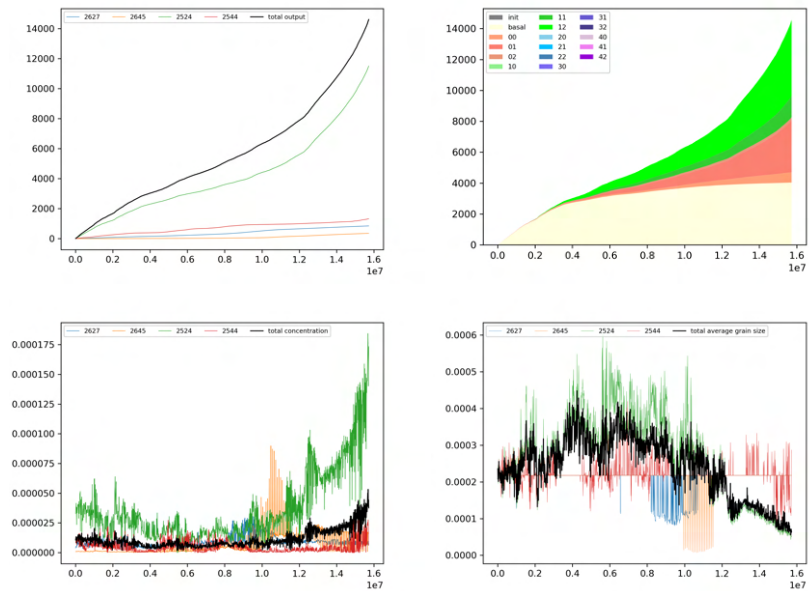 2627 2645 2524 2544 total output
14000
12000
10000
8000
6000
4000
2000
0
0.0 0.2 0.4 0.6 0.8 1.0 1.2 1.4 1.6
1e7
init 11 31
basal 12 32
00 20 40
01 21 41
02 22 42
10 30
14000
12000
10000
8000
6000
4000
2000
0
0.0 0.2 0.4 0.6 0.8 1.0 1.2 1.4 1.6
1e7
2627 2645 2524 2544 total concentration
0.000175
0.000150
0.000125
0.000100
0.000075
0.000050
0.000025
0.000000
0.0 0.2 0.4 0.6 0.8 1.0 1.2 1.4 1.6
1e7
2627 2645 2524 2544 total average grain size
0.0006
0.0005
0.0004
0.0003
0.0002
0.0001
0.0000
0.0 0.2 0.4 0.6 0.8 1.0 1.2 1.4 1.6
1e7